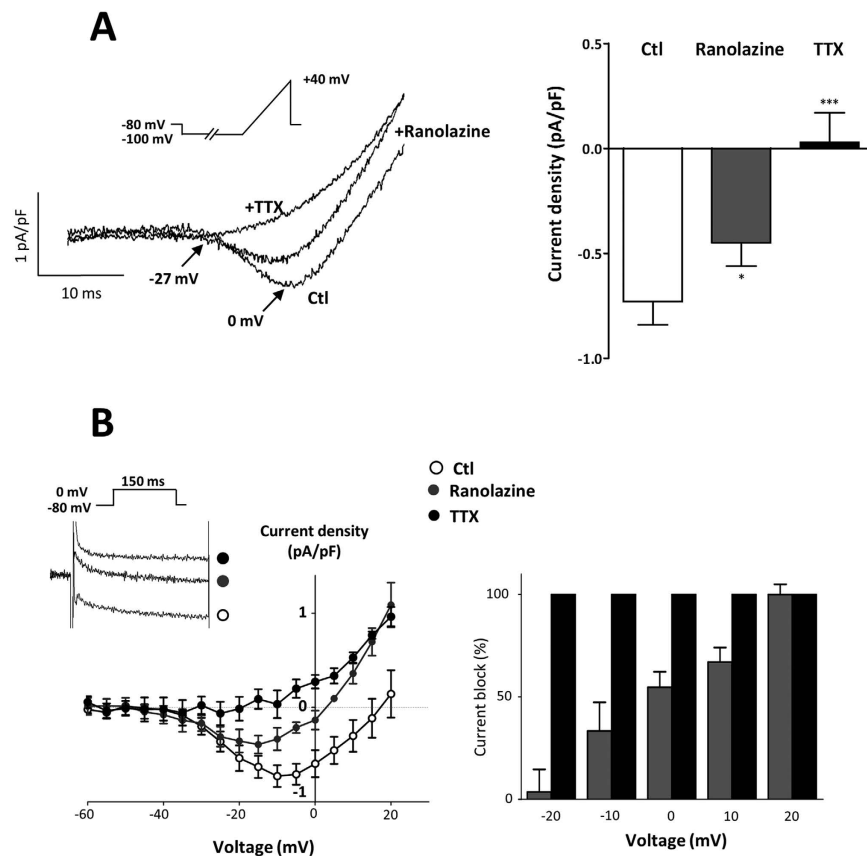 A
+40 mV
-80 mV
-100 mV
+Ranolazine
+TTX
1 pA/pF
-27 mV
10 ms
0 mV
Ctl
Ctl Ranolazine TTX
Current density (pA/pF)
0.5
0.0
-0.5
-1.0
***
*
B
150 ms
0 mV
-80 mV
Ctl
Ranolazine
TTX
Current density
(pA/pF)
1
0
-1
-60 -40 -20 0 20
Voltage (mV)
Current block (%)
100
50
0
-20 -10 0 10 20
Voltage (mV)